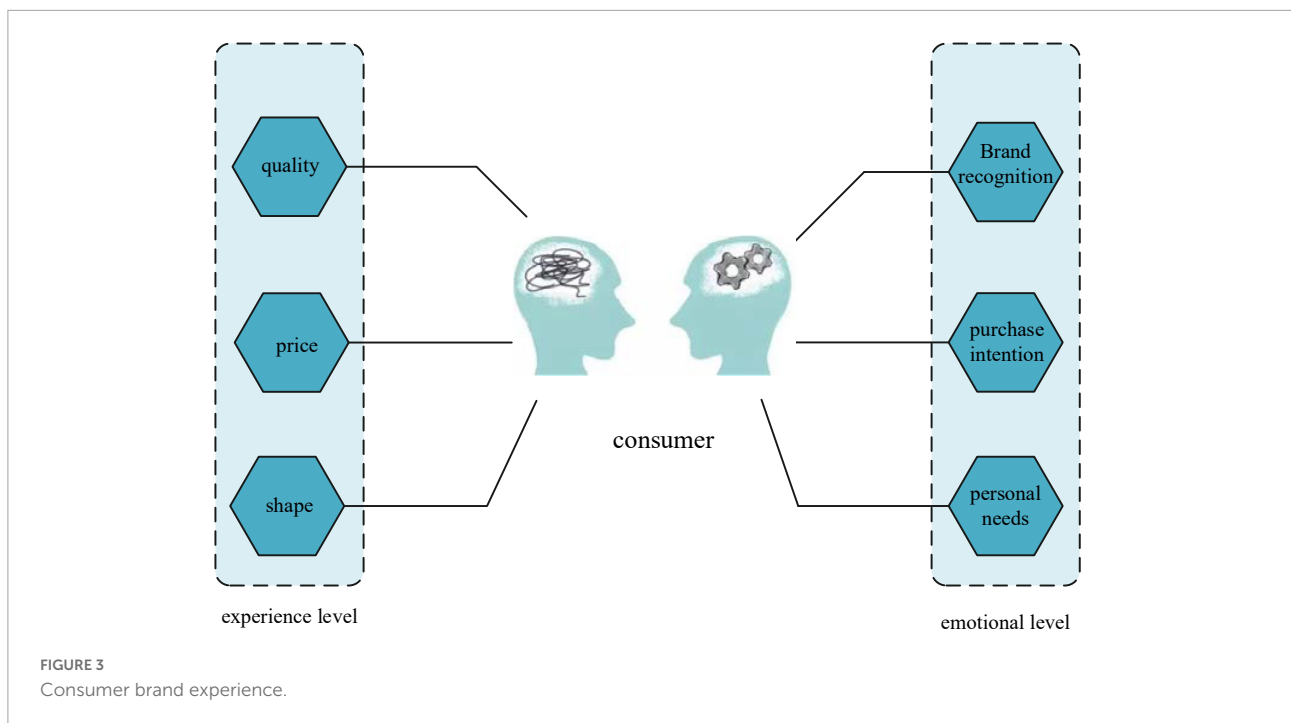 quality
price
shape
experience level
consumer
Brand
recognition
purchase
intention
personal
needs
emotional level
FIGURE 3
Consumer brand experience.